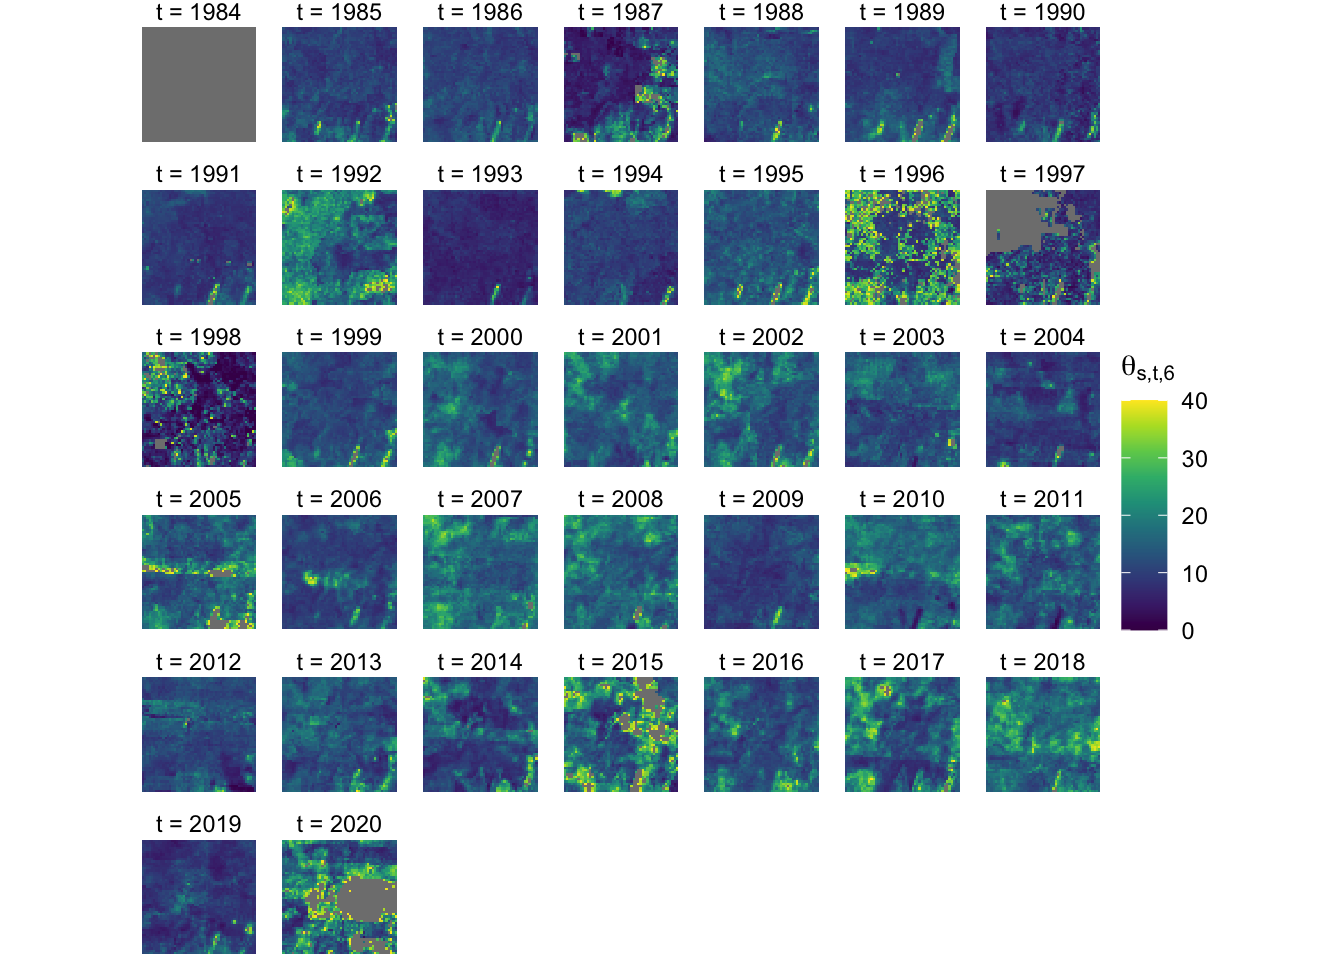 t = 1984 t = 1985 t = 1986 t = 1987 t = 1988 t = 1989 t = 1990
t = 1991 t = 1992 t = 1993 t = 1994 t = 1995 t = 1996 t = 1997
t = 1998 t = 1999 t = 2000 t = 2001 t = 2002 t = 2003 t = 2004
θs,t,6
40
30
20
10
0
t = 2005 t = 2006 t = 2007 t = 2008 t = 2009 t = 2010 t = 2011
t = 2012 t = 2013 t = 2014 t = 2015 t = 2016 t = 2017 t = 2018
t = 2019 t = 2020